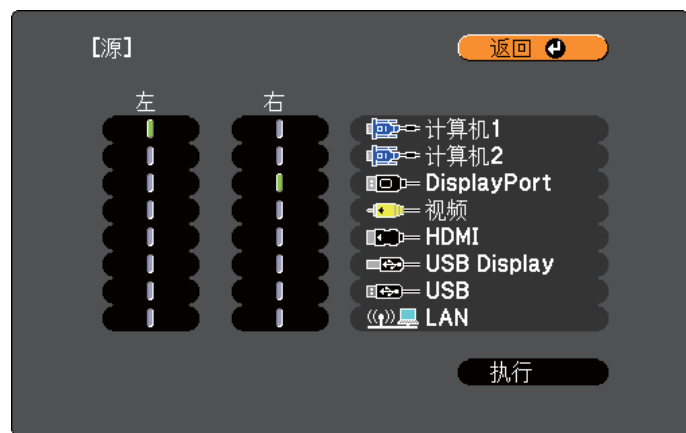 [源]
返回
左 右
计算机1
计算机2
DisplayPort
视频
HDMI
USB Display
USB
LAN
执行